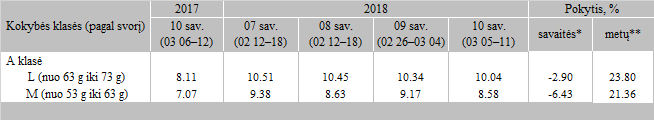 Kokybės klasės (pagal svorį) 2017 2018 Pokytis, %
10 sav. (03 06–12) 07 sav. (02 12–18) 08 sav. (02 12–18) 09 sav. (02 26–03 04) 10 sav. (03 05–11) savaitės* metų**
A klasė
L (nuo 63 g iki 73 g) 8.11 10.51 10.45 10.34 10.04 -2.90 23.80
M (nuo 53 g iki 63 g) 7.07 9.38 8.63 9.17 8.58 -6.43 21.36